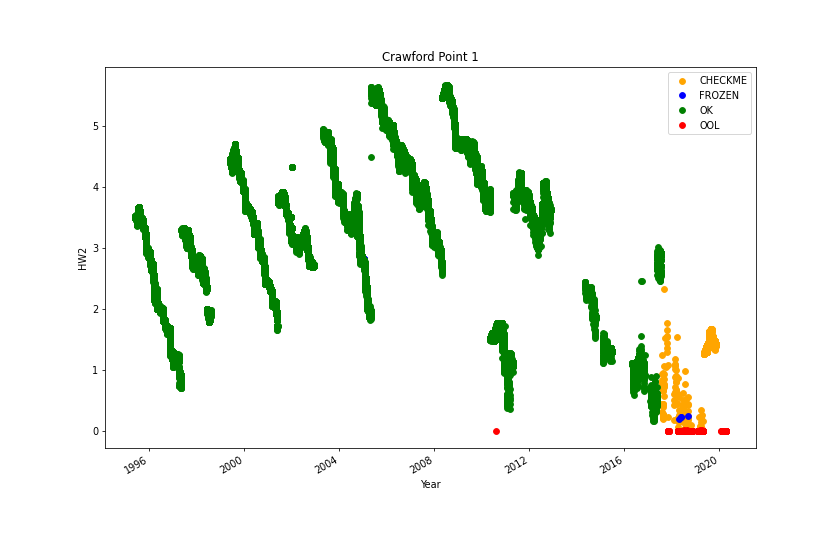 Crawford Point 1
CHECKME
FROZEN
OK
OOL
HW2
5
4
3
2
1
0
1996
2000
2004
2008
2012
2016
2020
Year